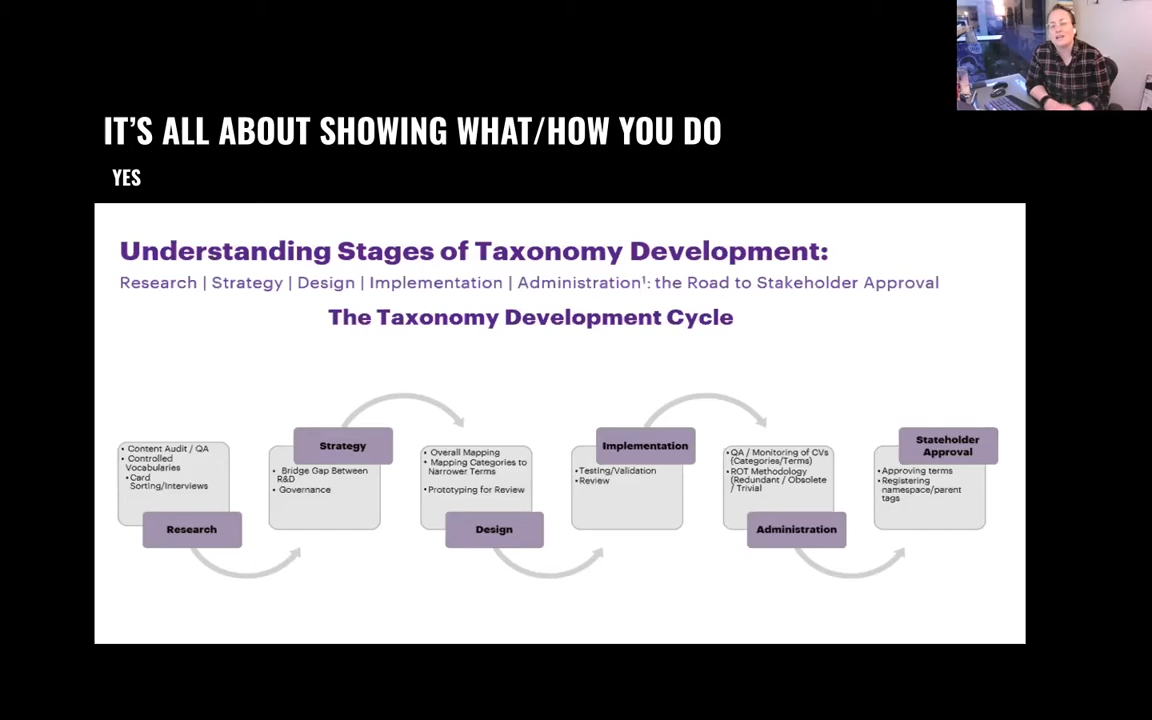 IT'S ALL ABOUT SHOWING WHAT/HOW YOU DO
YES
Understanding Stages of Taxonomy Development:
Research | Strategy | Design | Implementation | Administration¹: the Road to Stakeholder Approval
The Taxonomy Development Cycle
• Content Audit / QA
• Controlled
Vocabularies
• Card
Sorting/Interviews
Research
Strategy
• Bridge Gap Between
R&D
• Governance
• Overall Mapping
• Mapping Categories to
Narrower Terms
•Prototyping for Review
Design
Implementation
•Testing/Validation
•Review
•QA / Monitoring of CVs
(Categories/Terms)
•ROT Methodology
(Redundant / Obsolete
/ Trivial
Administration
Stakeholder
Approval
•Approving terms
•Registering
namespace/parent
tags